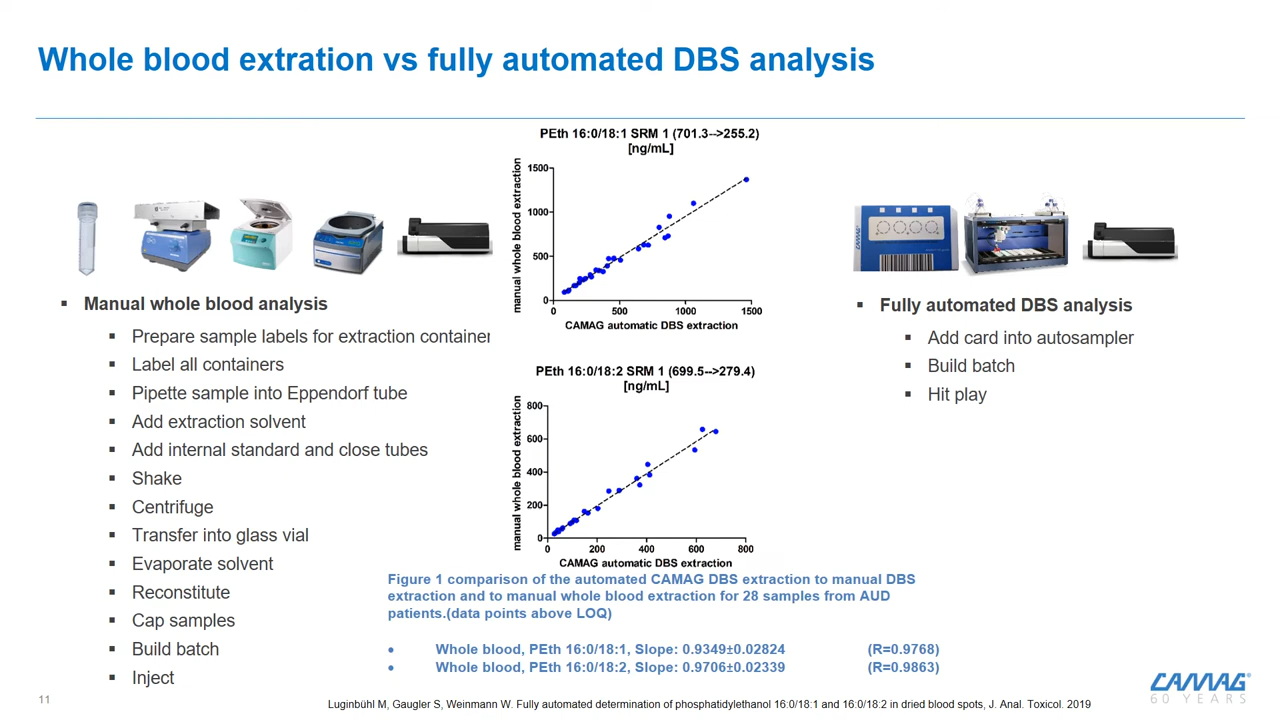 Whole blood extration vs fully automated DBS analysis
Manual whole blood analysis
Prepare sample labels for extraction container
Label all containers
Pipette sample into Eppendorf tube
Add extraction solvent
Add internal standard and close tubes
Shake
Centrifuge
Transfer into glass vial
Evaporate solvent
Reconstitute
Cap samples
Build batch
Inject
PEth 16:0/18:1 SRM 1 (701.3-->255.2)
[ng/mL]
manual whole blood extraction
1500
1000
500
0
0 500 1000 1500
CAMAG automatic DBS extraction
PEth 16:0/18:2 SRM 1 (699.5-->279.4)
[ng/mL]
manual whole blood extraction
800
600
400
200
0
0 200 400 600 800
CAMAG automatic DBS extraction
Figure 1 comparison of the automated CAMAG DBS extraction to manual DBS
extraction and to manual whole blood extraction for 28 samples from AUD
patients.(data points above LOQ)
Whole blood, PEth 16:0/18:1, Slope: 0.9349±0.02824 (R=0.9768)
Whole blood, PEth 16:0/18:2, Slope: 0.9706±0.02339 (R=0.9863)
CAMAG
Fully automated DBS analysis
Add card into autosampler
Build batch
Hit play
11
Luginbühl M, Gaugler S, Weinmann W. Fully automated determination of phosphatidylethanol 16:0/18:1 and 16:0/18:2 in dried blood spots, J. Anal. Toxicol. 2019
CAMAG®
60 YEARS